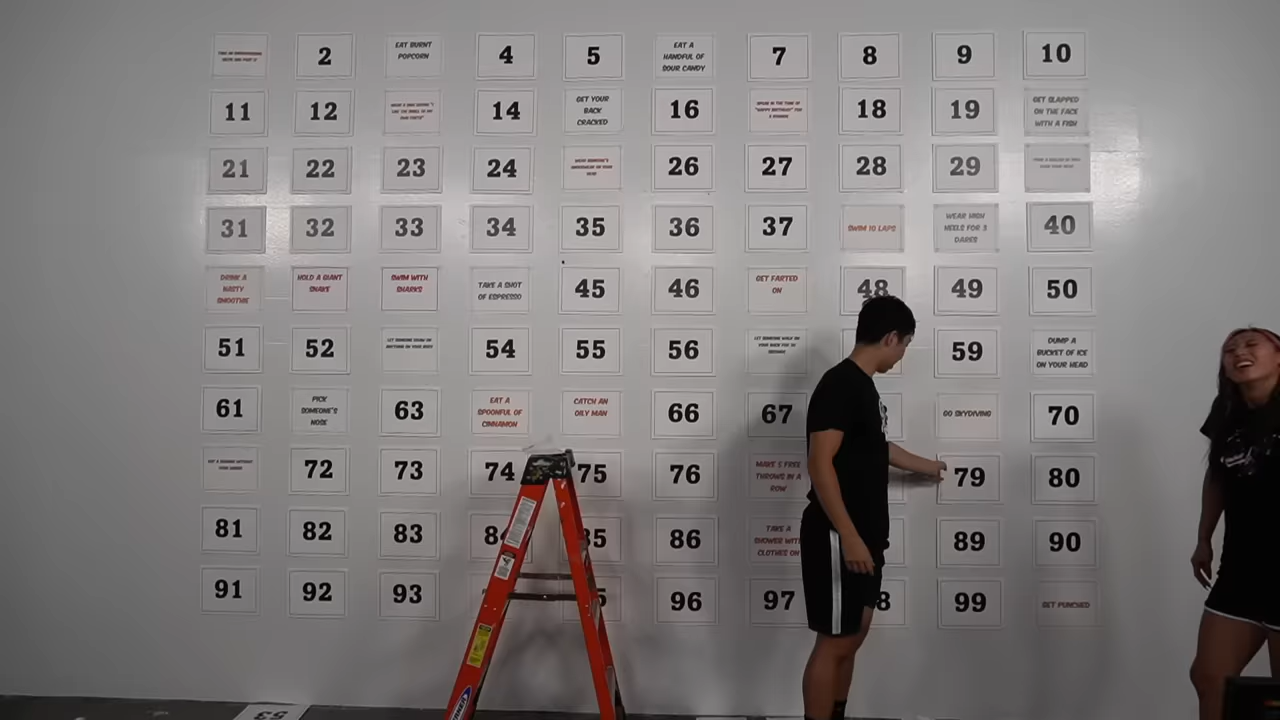 2
EAT BURNT
POPCORN
4
5
EAT A
HANDFUL OF
SOUR CANDY
7
8
9
10
11
12
14
GET YOUR
BACK
CRACKED
16
18
19
GET SLAPPED
ON THE FACE
WITH A FISH
21
22
23
24
26
27
28
29
31
32
33
34
35
36
37
SWIM 10 LAPS
WEAR HIGH
HEELS FOR 3
DARES
40
DRINK A
NASTY
SMOOTHIE
HOLD A GIANT
SNAKE
SWIM WITH
SHARKS
TAKE A SHOT
OF ESPRESSO
45
46
GET FARTED
ON
48
49
50
51
52
54
55
56
59
DUMP A
BUCKET OF ICE
ON YOUR HEAD
61
PICK
SOMEONE'S
NOSE
63
EAT A
SPOONFUL OF
CINNAMON
CATCH AN
OILY MAN
66
67
GO SKYDIVING
70
72
73
74
75
76
MAKE 5 FREE
THROWS IN A
ROW
79
80
81
82
83
86
TAKE A
SHOWER WITH
CLOTHES ON
89
90
91
92
93
96
97
99
GET PUNCHED
53